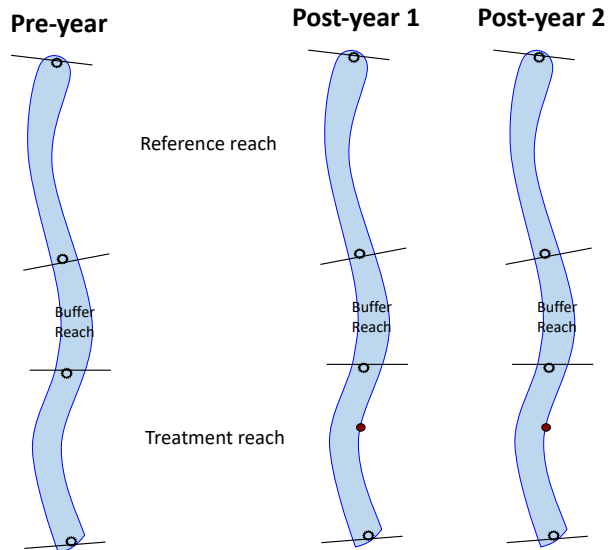 Pre-year
Post-year 1
Post-year 2
Reference reach
Buffer
Reach
Buffer
Reach
Buffer
Reach
Treatment reach